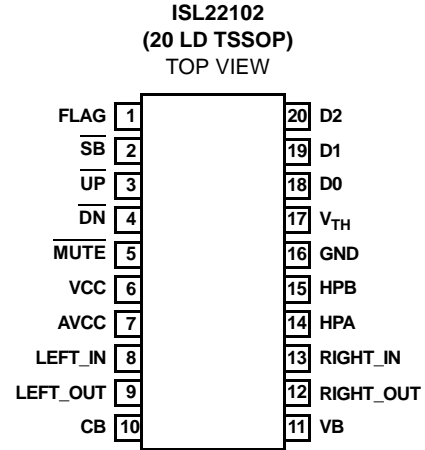 ISL22102
(20 LD TSSOP)
TOP VIEW
FLAG 1 20 D2
SB 2 19 D1
UP 3 18 D0
DN 4 17 VTH
MUTE 5 16 GND
VCC 6 15 HPB
AVCC 7 14 HPA
LEFT_IN 8 13 RIGHT_IN
LEFT_OUT 9 12 RIGHT_OUT
CB 10 11 VB